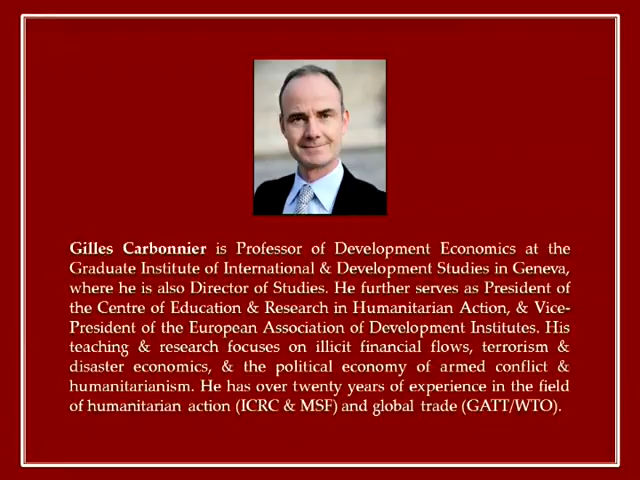 Gilles Carbonnier is Professor of Development Economics at the
Graduate Institute of International & Development Studies in Geneva,
where he is also Director of Studies. He further serves as President of
the Centre of Education & Research in Humanitarian Action, & Vice-
President of the European Association of Development Institutes. His
teaching & research focuses on illicit financial flows, terrorism &
disaster economics, & the political economy of armed conflict &
humanitarianism. He has over twenty years of experience in the field
of humanitarian action (ICRC & MSF) and global trade (GATT/WTO).